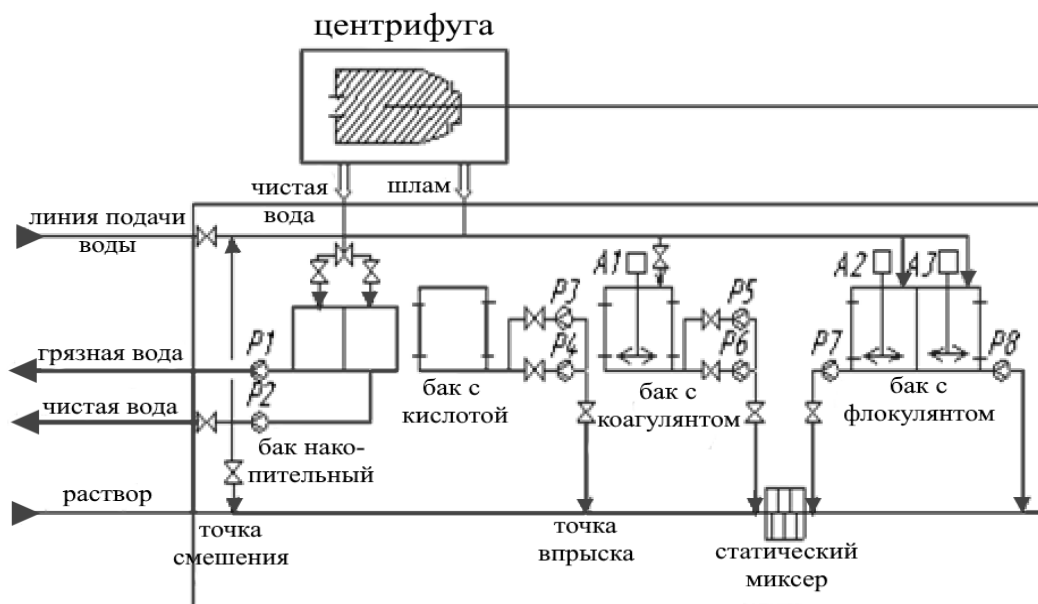 центрифуга
чистая
вода
шлам
линия подачи
воды
A1
A2
A3
P3
P5
P1
P4
P6
P7
P8
грязная вода
бак с
кислотой
бак с
коагулянтом
бак с
флокулянтом
чистая вода
P2
бак нако-
пительный
раствор
точка
смешения
точка
впрыска
статический
миксер